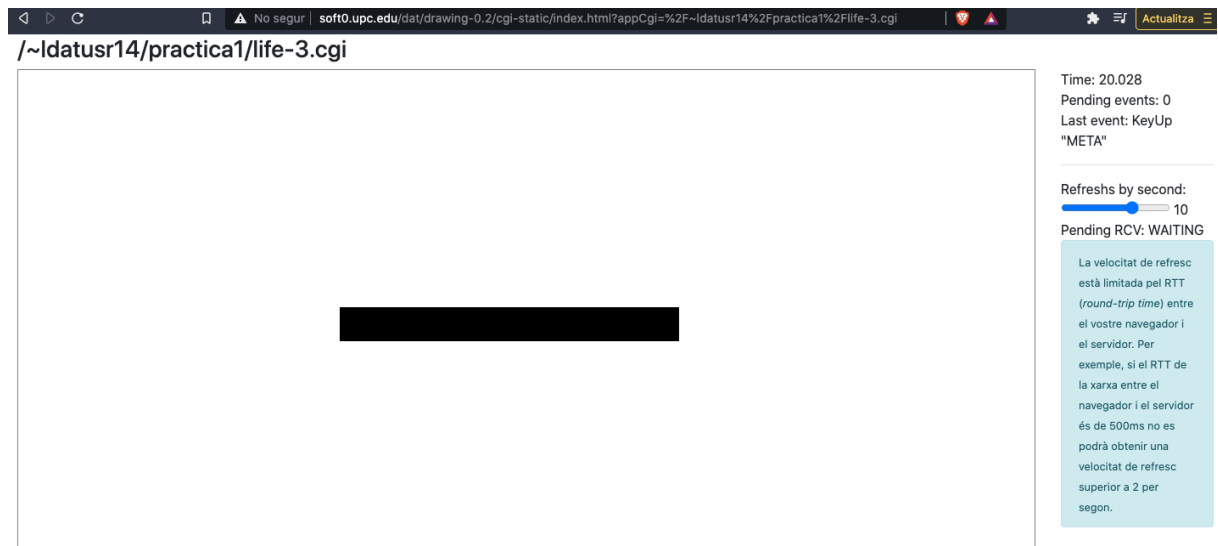 No segur | soft0.upc.edu/dat/drawing-0.2/cgi-static/index.html?appCgi=%2F~ldatusr14%2Fpractica1%2Flife-3.cgi
Actualitza
/~ldatusr14/practica1/life-3.cgi
Time: 20.028
Pending events: 0
Last event: KeyUp
"META"
Refreshs by second:
10
Pending RCV: WAITING
La velocitat de refresc
està limitada pel RTT
(round-trip time) entre
el vostre navegador i
el servidor. Per
exemple, si el RTT de
la xarxa entre el
navegador i el servidor
és de 500ms no es
podrà obtenir una
velocitat de refresc
superior a 2 per
segon.